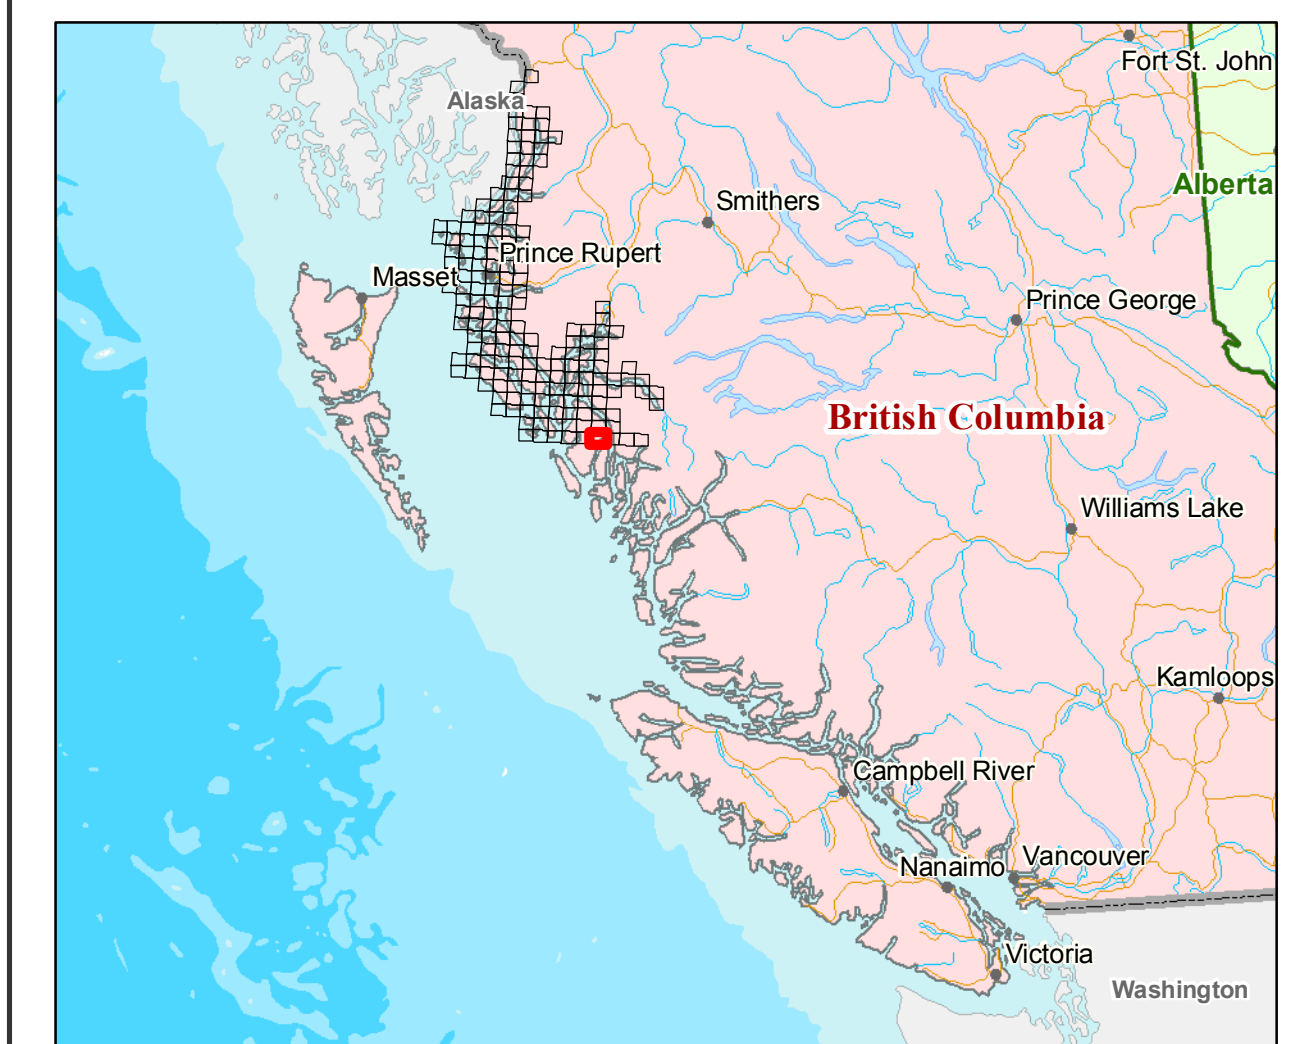 Fort St. John
Alaska
Alberta
Smithers
Prince Rupert
Masset
Prince George
British Columbia
Williams Lake
Kamloops
Campbell River
Vancouver
Nanaimo
Victoria
Washington